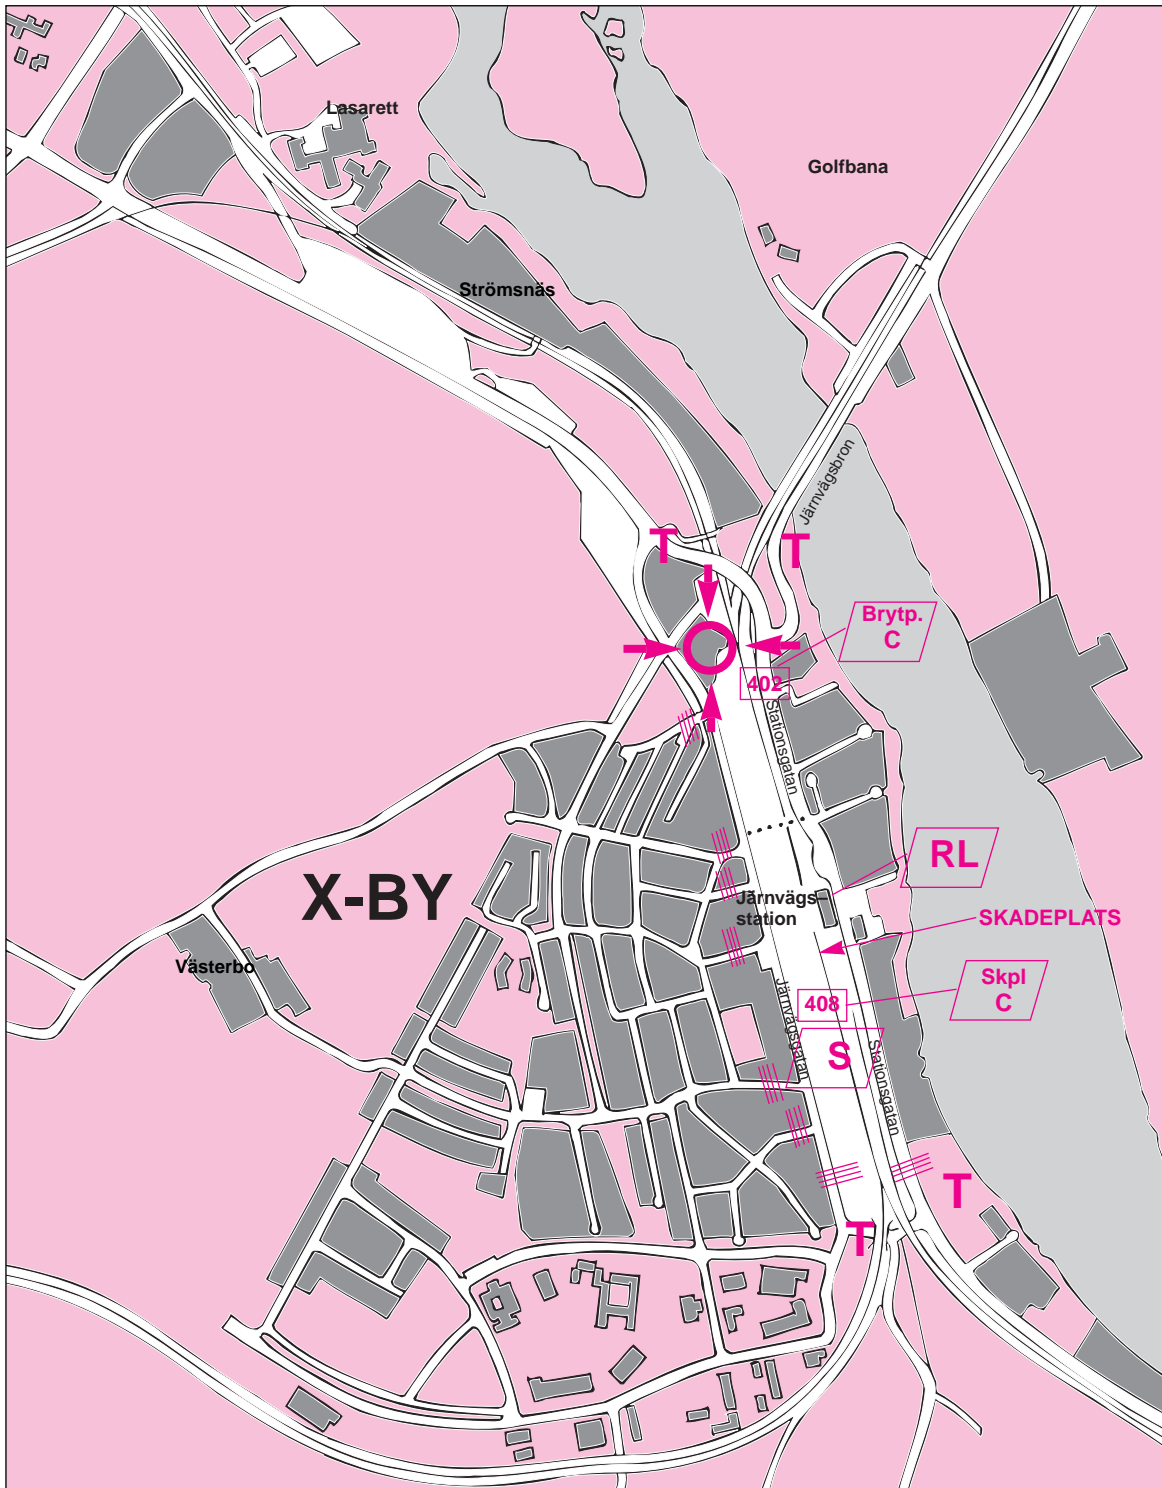 Lasarett
Golfbana
Strömsnäs
Järnvägsbron
T
T
Brytp.
C
402
Stationsgatan
RL
X-BY
Järnvägs–
station
SKADEPLATS
Västerbo
Skpl
C
408
Järnvägsgatan
S
Stationsgatan
T
T